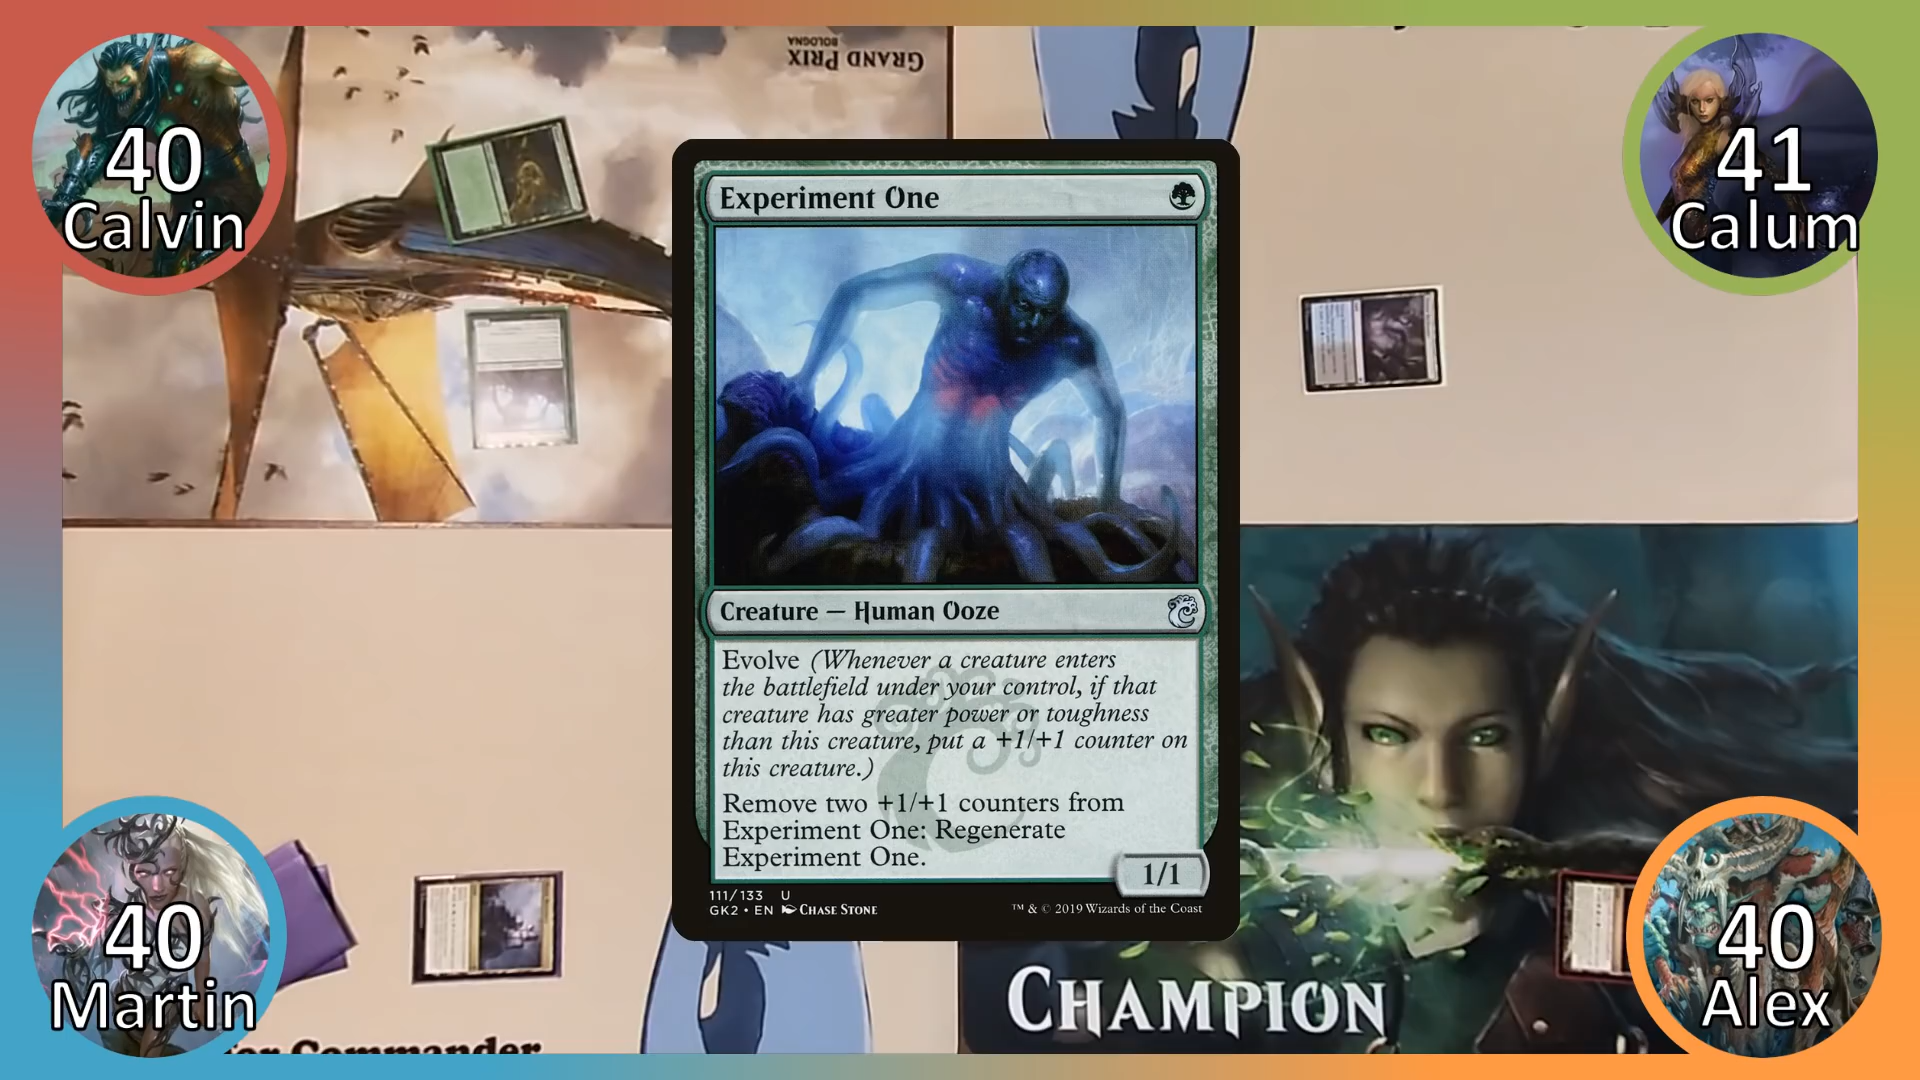 GRAND PRIX
BOLOGNA
40
Calvin
41
Calum
Experiment One
Creature — Human Ooze
Evolve (Whenever a creature enters
the battlefield under your control, if that
creature has greater power or toughness
than this creature, put a +1/+1 counter on
this creature.)
Remove two +1/+1 counters from
Experiment One: Regenerate
Experiment One.
1/1
111/133 U
GK2 • EN CHASE STONE
™ & © 2019 Wizards of the Coast
40
Martin
Commander
CHAMPION
40
Alex